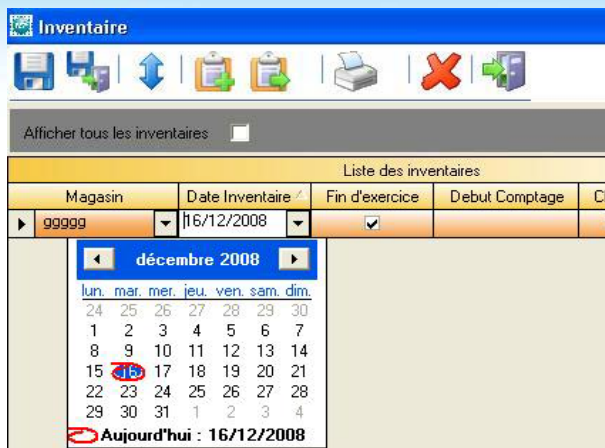 Inventaire
Afficher tous les inventaires
Liste des inventaires
Magasin Date Inventaire Fin d'exercice Debut Comptage C
ggggg 16/12/2008
décembre 2008
lun. mar. mer. jeu. ven. sam. dim.
24 25 26 27 28 29 30
1 2 3 4 5 6 7
8 9 10 11 12 13 14
15 16 17 18 19 20 21
22 23 24 25 26 27 28
29 30 31 1 2 3 4
Aujourd'hui : 16/12/2008